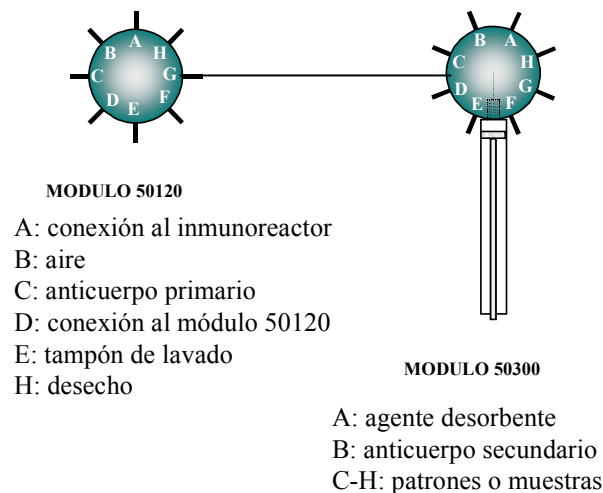 A
B
H
C
G
D
F
E
B
A
C
H
D
G
E
F
MODULO 50120
A: conexión al inmunoreactor
B: aire
C: anticuerpo primario
D: conexión al módulo 50120
E: tampón de lavado
H: desecho
MODULO 50300
A: agente desorbente
B: anticuerpo secundario
C-H: patrones o muestras